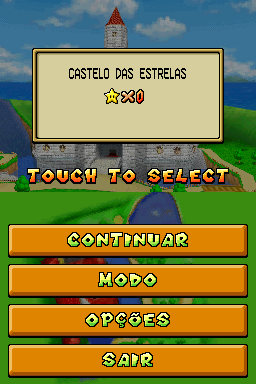 CASTELO DAS ESTRELAS
★×0
TOUCH TO SELECT
CONTINUAR
MODO
OPÇÕES
SAIR